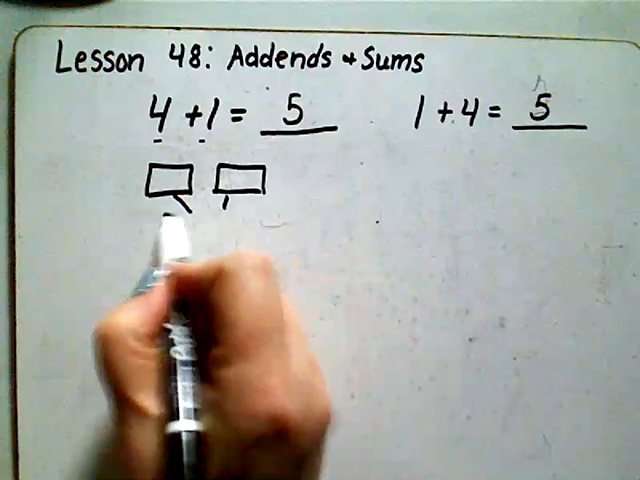 Lesson 48: Addends + Sums
4 + 1 = 5 1 + 4 = 5